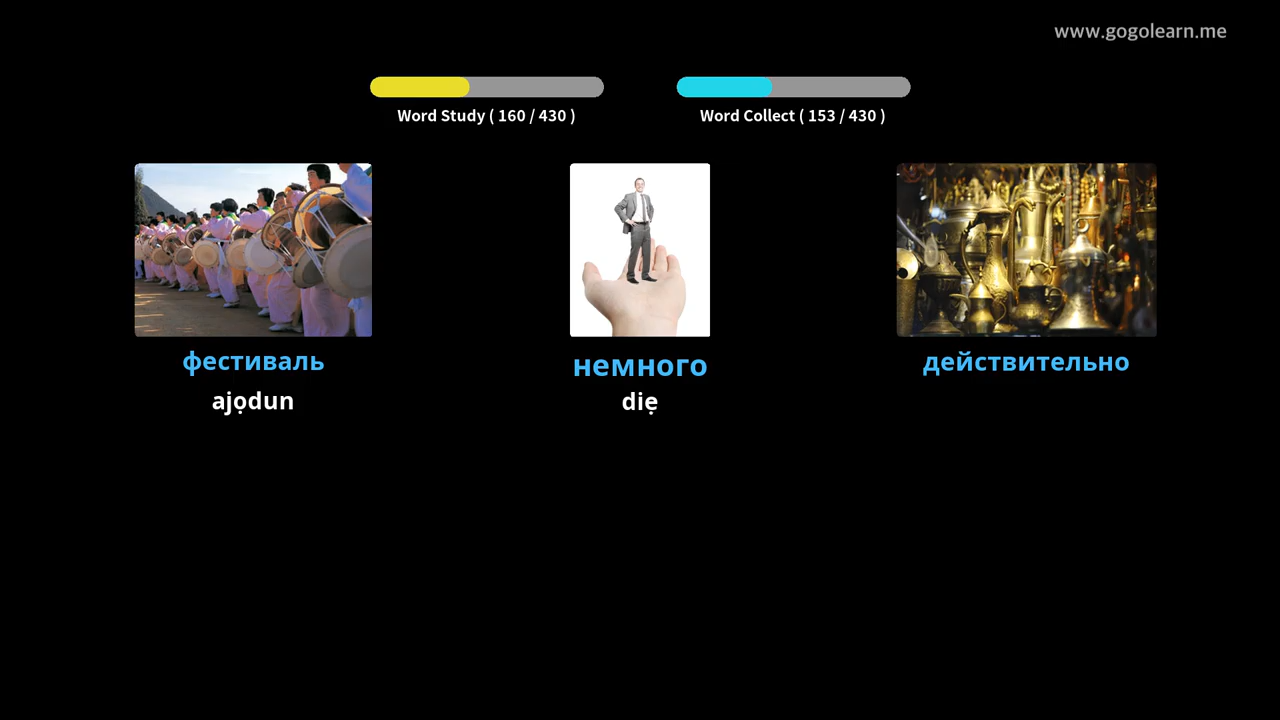 www.gogolearn.me
Word Study ( 160 / 430 )
Word Collect ( 153 / 430 )
фестиваль
ajọdun
немного
diẹ
действительно